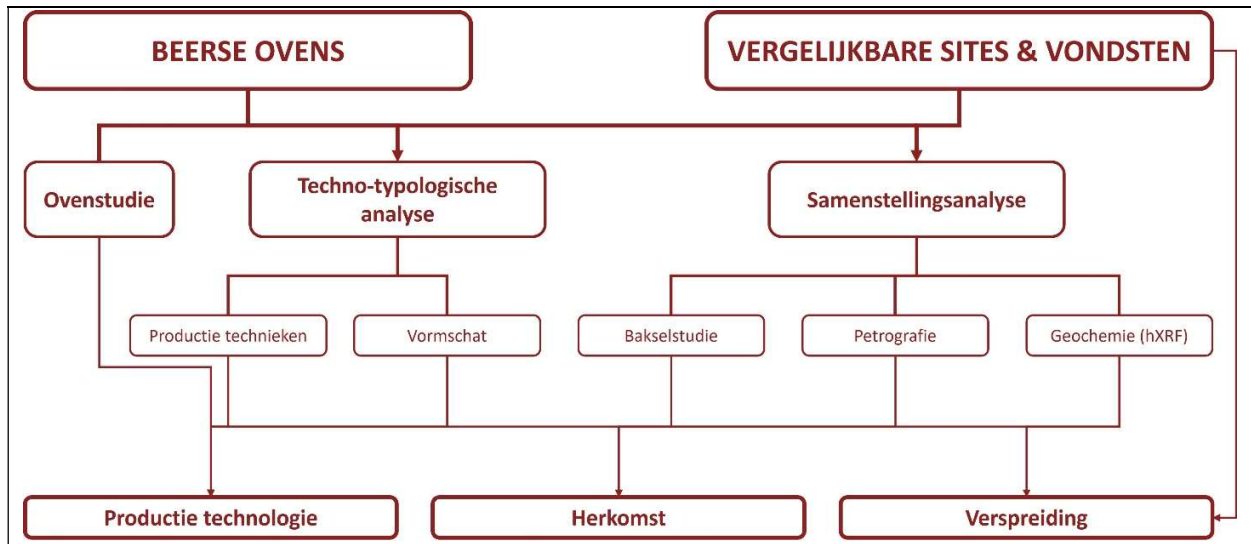 BEERSE OVENS
VERGELIJKBARE SITES & VONDSTEN
Ovenstudie
Techno-typologische
analyse
Samenstellingsanalyse
Productie technieken
Vormschat
Bakselstudie
Petrografie
Geochemie (hXRF)
Productie technologie
Herkomst
Verspreiding